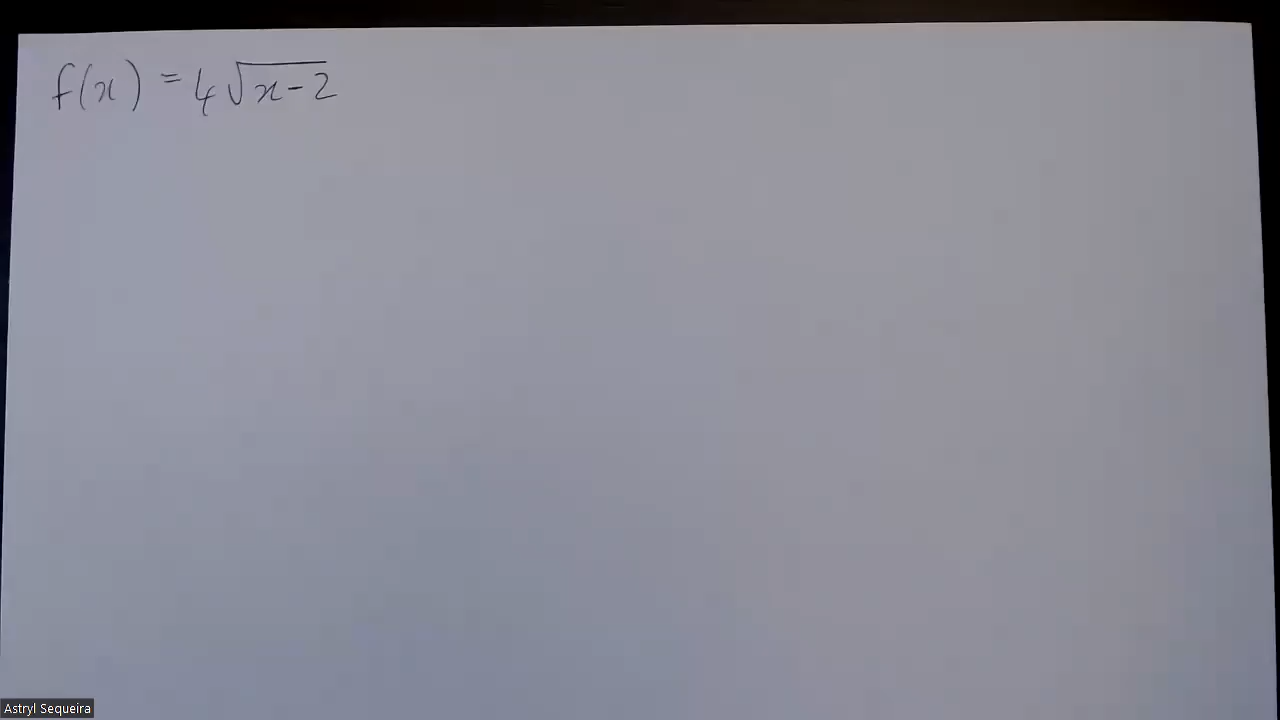 f(x) = 4√(x-2)
Astryl Sequeira